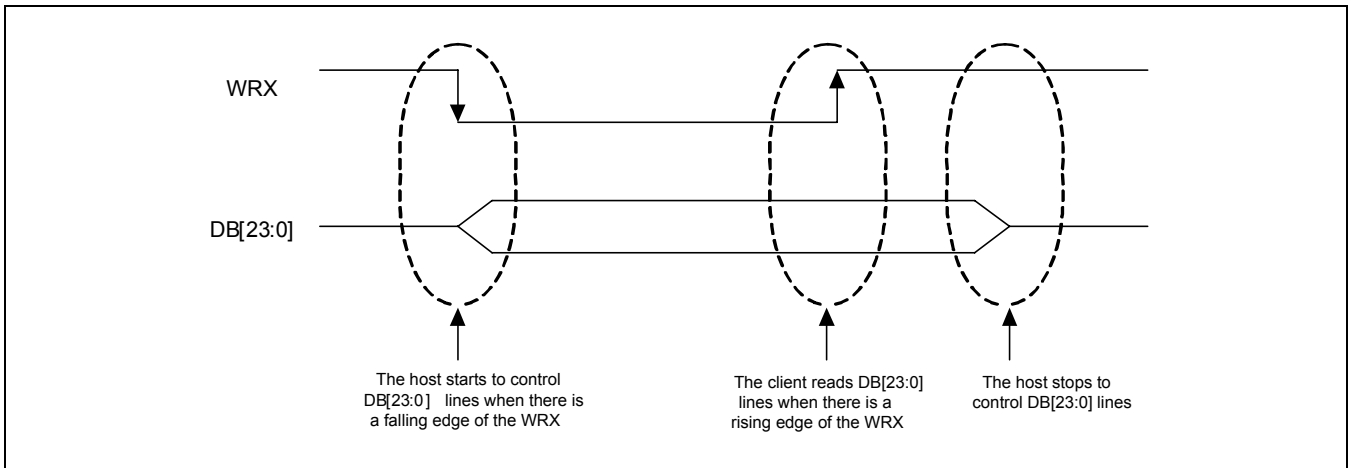 WRX
DB[23:0]
The host starts to control
DB[23:0] lines when there is
a falling edge of the WRX
The client reads DB[23:0]
lines when there is a
rising edge of the WRX
The host stops to
control DB[23:0] lines